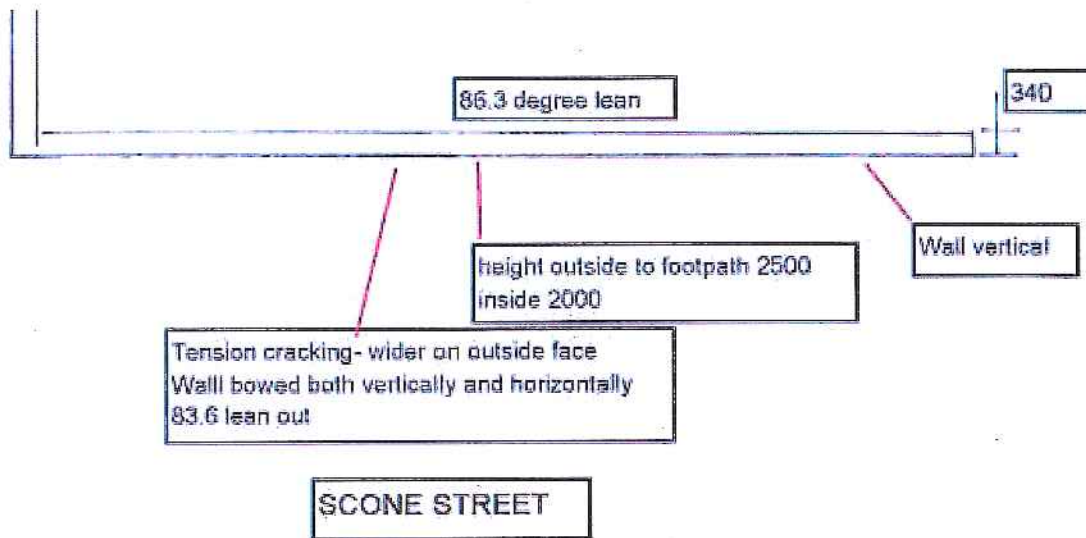 86.3 degree lean
340
Wall vertical
height outside to footpath 2500
inside 2000
Tension cracking- wider on outside face
Walll bowed both vertically and horizontally
83.6 lean out
SCONE STREET